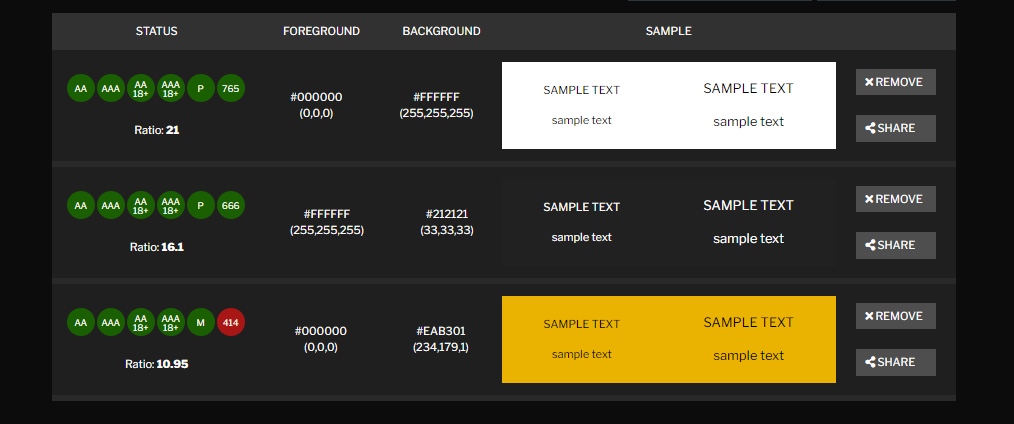 STATUS FOREGROUND BACKGROUND SAMPLE
AA AAA AA 18+ AAA 18+ P 765
Ratio: 21
#000000
(0,0,0)
#FFFFFF
(255,255,255)
SAMPLE TEXT SAMPLE TEXT
sample text sample text
REMOVE
SHARE
AA AAA AA 18+ AAA 18+ P 666
Ratio: 16.1
#FFFFFF
(255,255,255)
#212121
(33,33,33)
SAMPLE TEXT SAMPLE TEXT
sample text sample text
REMOVE
SHARE
AA AAA AA 18+ AAA 18+ M 414
Ratio: 10.95
#000000
(0,0,0)
#EAB301
(234,179,1)
SAMPLE TEXT SAMPLE TEXT
sample text sample text
REMOVE
SHARE